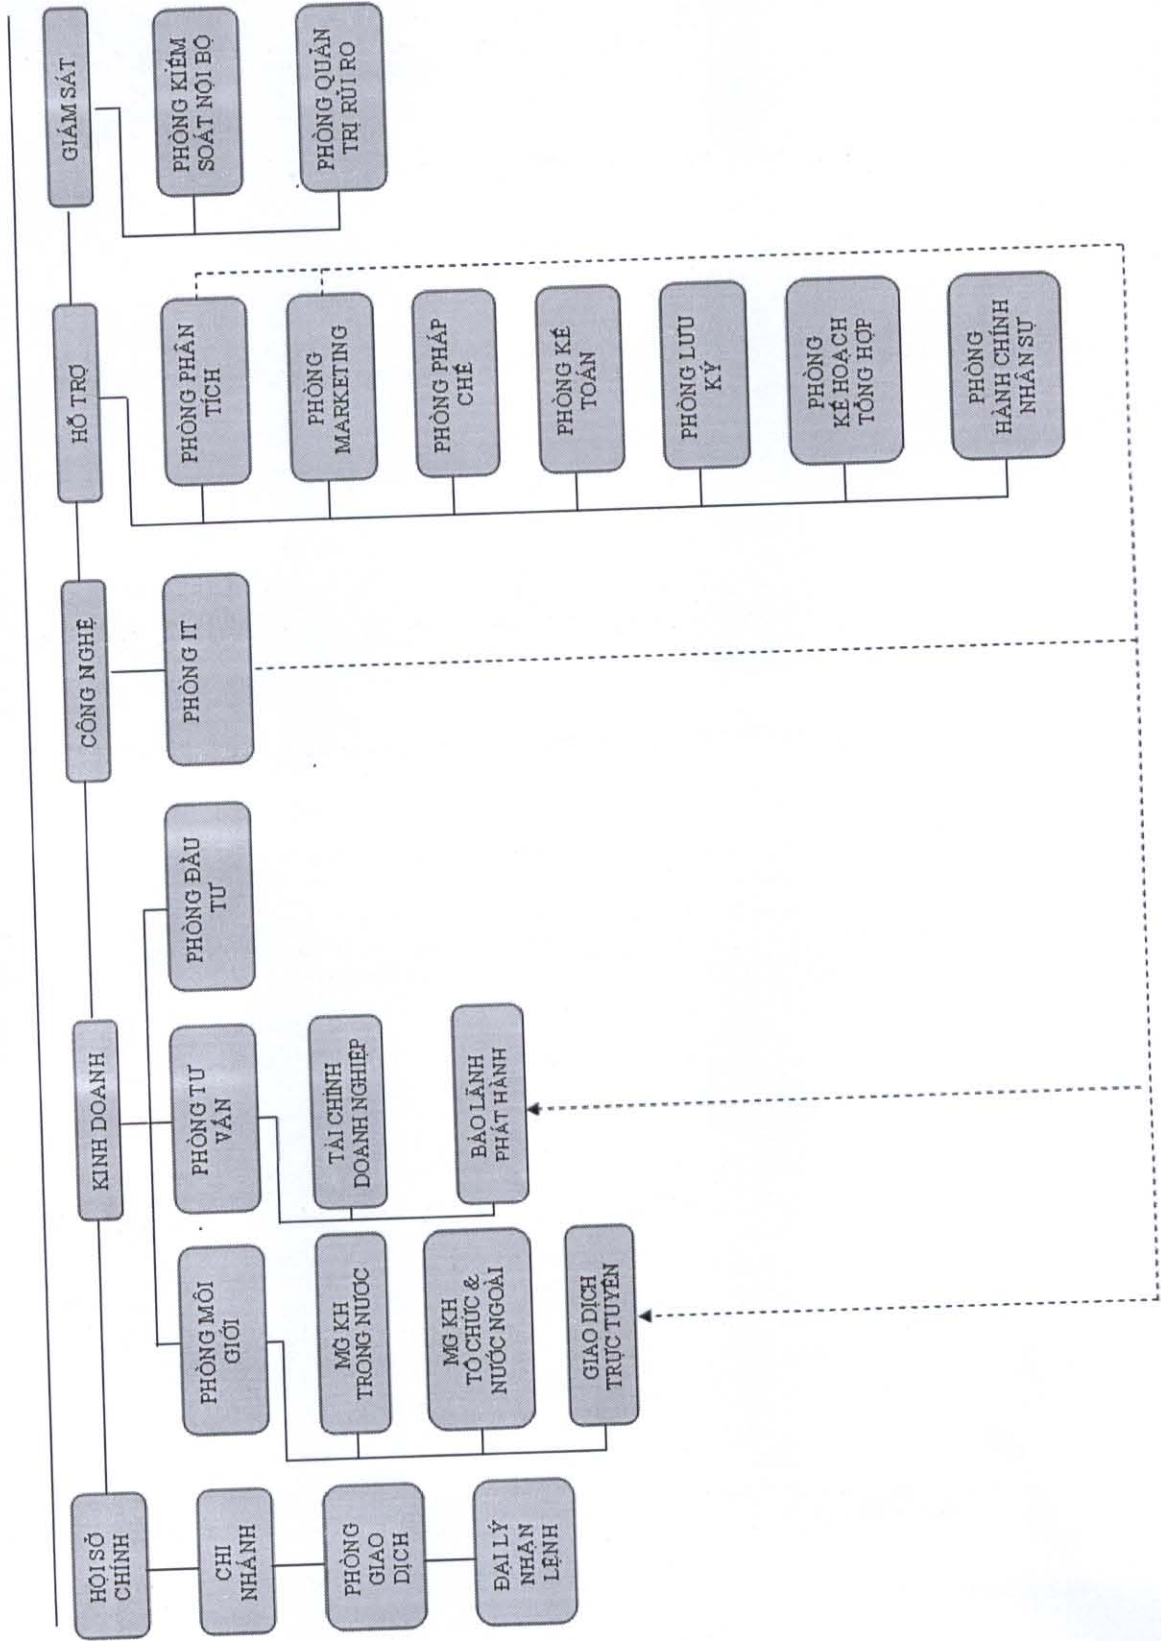 HỘI SỞ
CHÍNH
CHI
NHÁNH
PHÒNG
GIAO
DỊCH
ĐẠI LÝ
NHẬN
LỆNH
KINH DOANH
PHÒNG MÔI
GIỚI
MG KH
TRONG NƯƠC
MG KH
TỔ CHỨC &
NƯỚC NGOÀI
GIAO DỊCH
TRỰC TUYẾN
PHÒNG TƯ
VẤN
TÀI CHÍNH
DOANH NGHIỆP
BẢO LÃNH
PHÁT HÀNH
PHÒNG ĐẦU
TƯ
CÔNG NGHỆ
PHÒNG IT
HỖ TRỢ
PHÒNG PHÂN
TÍCH
PHÒNG
MARKETING
PHÒNG PHÁP
CHẾ
PHÒNG KẾ
TOÁN
PHÒNG LƯU
KÝ
PHÒNG
KẾ HOẠCH
TỔNG HỢP
PHÒNG
HÀNH CHÍNH
NHÂN SỰ
GIÁM SÁT
PHÒNG KIỂM
SOÁT NỘI BỘ
PHÒNG QUẢN
TRỊ RỦI RO